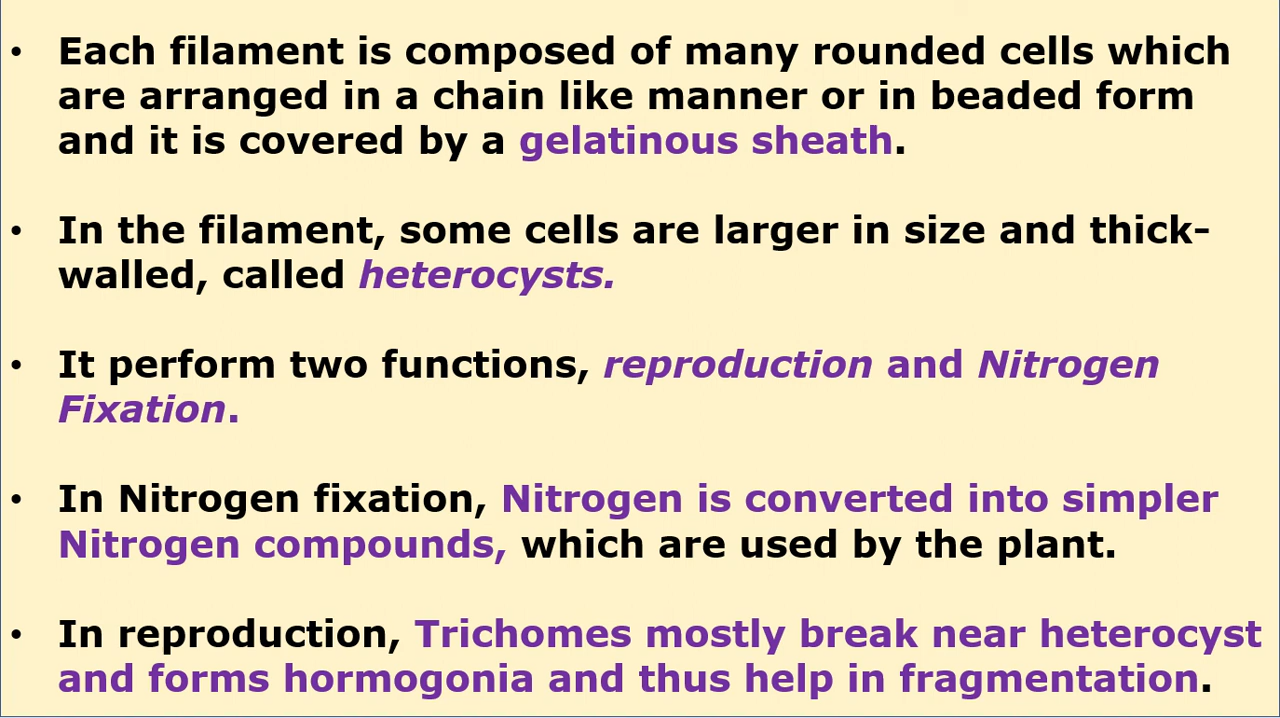 • Each filament is composed of many rounded cells which
are arranged in a chain like manner or in beaded form
and it is covered by a gelatinous sheath.
• In the filament, some cells are larger in size and thick-
walled, called heterocysts.
• It perform two functions, reproduction and Nitrogen
Fixation.
• In Nitrogen fixation, Nitrogen is converted into simpler
Nitrogen compounds, which are used by the plant.
• In reproduction, Trichomes mostly break near heterocyst
and forms hormogonia and thus help in fragmentation.